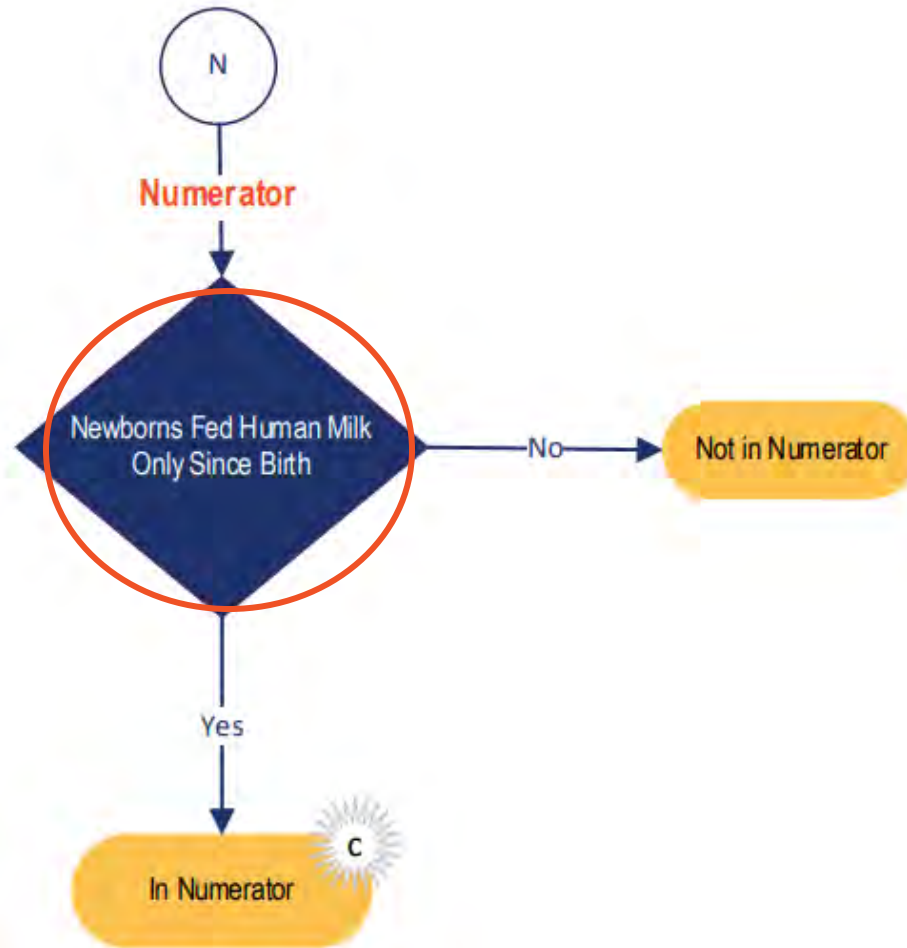 N
Numerator
Newborns Fed Human Milk
Only Since Birth
No
Not in Numerator
Yes
C
In Numerator